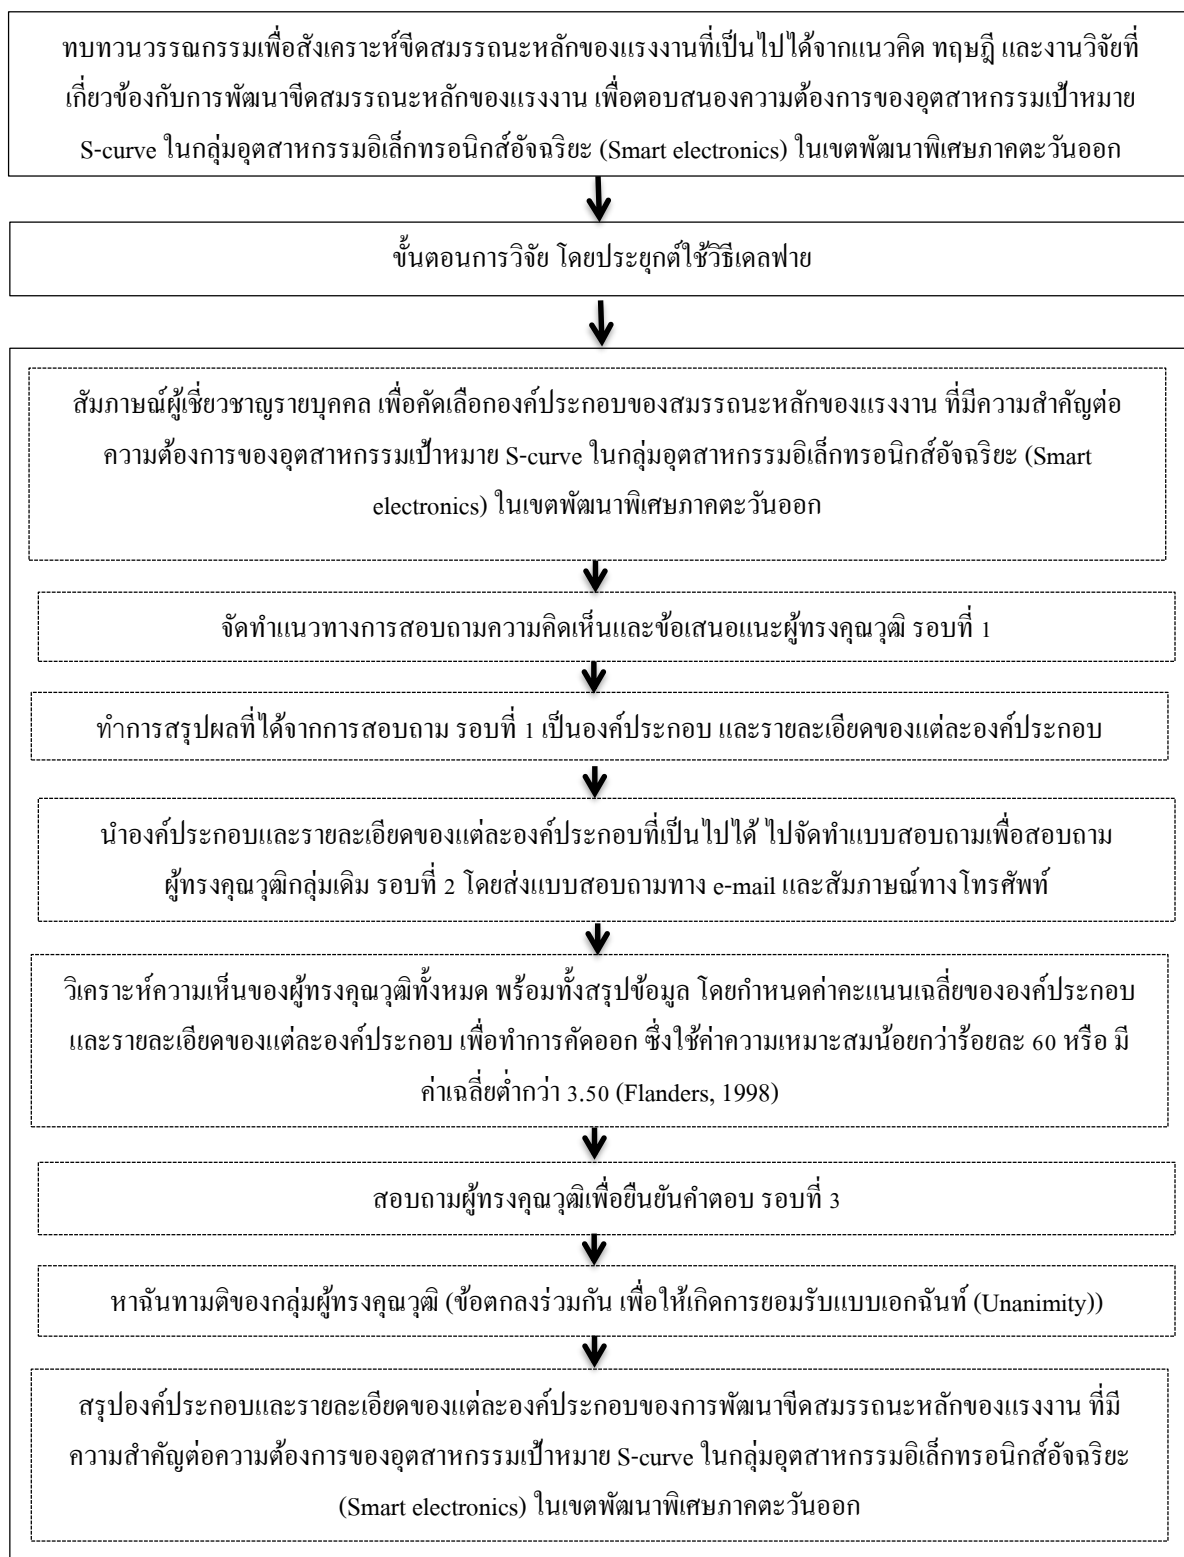 ทบทวนวรรณกรรมเพื่อสังเคราะห์ขีดสมรรถนะหลักของแรงงานที่เป็นไปได้จากแนวคิด ทฤษฎี และงานวิจัยที่
เกี่ยวข้องกับการพัฒนาขีดสมรรถนะหลักของแรงงาน เพื่อตอบสนองความต้องการของอุตสาหกรรมเป้าหมาย
S-curve ในกลุ่มอุตสาหกรรมอิเล็กทรอนิกส์อัจฉริยะ (Smart electronics) ในเขตพัฒนาพิเศษภาคตะวันออก
ขั้นตอนการวิจัย โดยประยุกต์ใช้วิธีเดลฟาย
สัมภาษณ์ผู้เชี่ยวชาญรายบุคคล เพื่อคัดเลือกองค์ประกอบของสมรรถนะหลักของแรงงาน ที่มีความสำคัญต่อ
ความต้องการของอุตสาหกรรมเป้าหมาย S-curve ในกลุ่มอุตสาหกรรมอิเล็กทรอนิกส์อัจฉริยะ (Smart
electronics) ในเขตพัฒนาพิเศษภาคตะวันออก
จัดทำแนวทางการสอบถามความคิดเห็นและข้อเสนอแนะผู้ทรงคุณวุฒิ รอบที่ 1
ทำการสรุปผลที่ได้จากการสอบถาม รอบที่ 1 เป็นองค์ประกอบ และรายละเอียดของแต่ละองค์ประกอบ
นำองค์ประกอบและรายละเอียดของแต่ละองค์ประกอบที่เป็นไปได้ ไปจัดทำแบบสอบถามเพื่อสอบถาม
ผู้ทรงคุณวุฒิกลุ่มเดิม รอบที่ 2 โดยส่งแบบสอบถามทาง e-mail และสัมภาษณ์ทางโทรศัพท์
วิเคราะห์ความเห็นของผู้ทรงคุณวุฒิทั้งหมด พร้อมทั้งสรุปข้อมูล โดยกำหนดค่าคะแนนเฉลี่ยขององค์ประกอบ
และรายละเอียดของแต่ละองค์ประกอบ เพื่อทำการคัดออก ซึ่งใช้ค่าความเหมาะสมน้อยกว่าร้อยละ 60 หรือ มี
ค่าเฉลี่ยต่ำกว่า 3.50 (Flanders, 1998)
สอบถามผู้ทรงคุณวุฒิเพื่อยืนยันคำตอบ รอบที่ 3
หาฉันทามติของกลุ่มผู้ทรงคุณวุฒิ (ข้อตกลงร่วมกัน เพื่อให้เกิดการยอมรับแบบเอกฉันท์ (Unanimity))
สรุปองค์ประกอบและรายละเอียดของแต่ละองค์ประกอบของการพัฒนาขีดสมรรถนะหลักของแรงงาน ที่มี
ความสำคัญต่อความต้องการของอุตสาหกรรมเป้าหมาย S-curve ในกลุ่มอุตสาหกรรมอิเล็กทรอนิกส์อัจฉริยะ
(Smart electronics) ในเขตพัฒนาพิเศษภาคตะวันออก